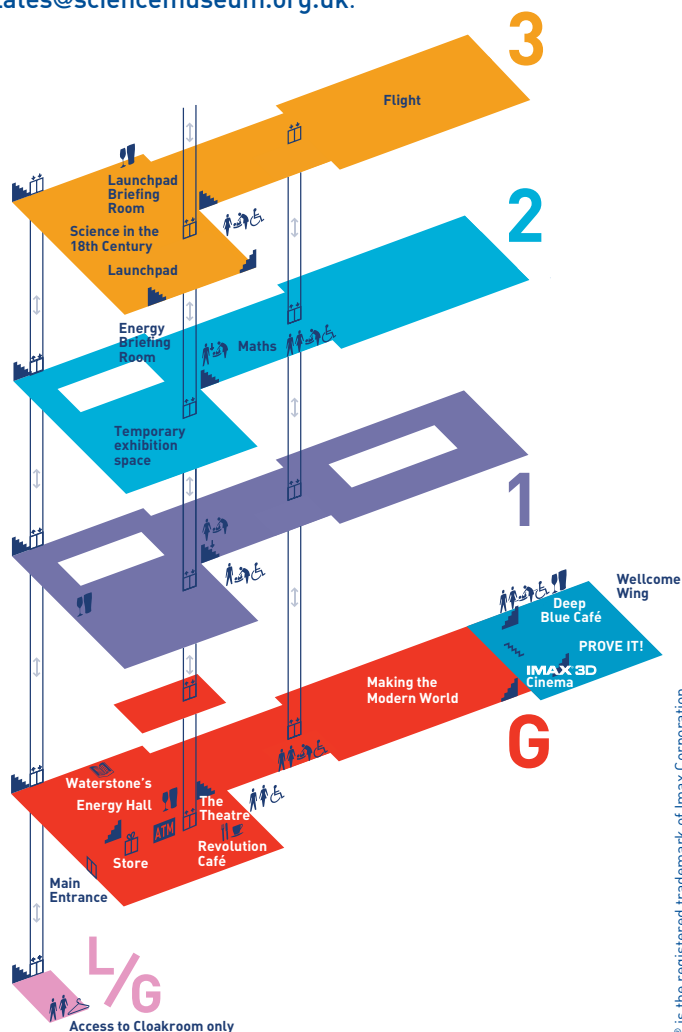 ates@sciencemuseum.org.uk.
3
Flight
Launchpad
Briefing
Room
Science in the
18th Century
Launchpad
2
Energy
Briefing
Room
Maths
Temporary
exhibition
space
1
Wellcome
Wing
Deep
Blue Café
PROVE IT!
IMAX 3D
Cinema
Making the
Modern World
G
Waterstone's
Energy Hall
The
Theatre
ATM
Revolution
Café
Store
Main
Entrance
L/G
Access to Cloakroom only
® is the registered trademark of Imax Corporation